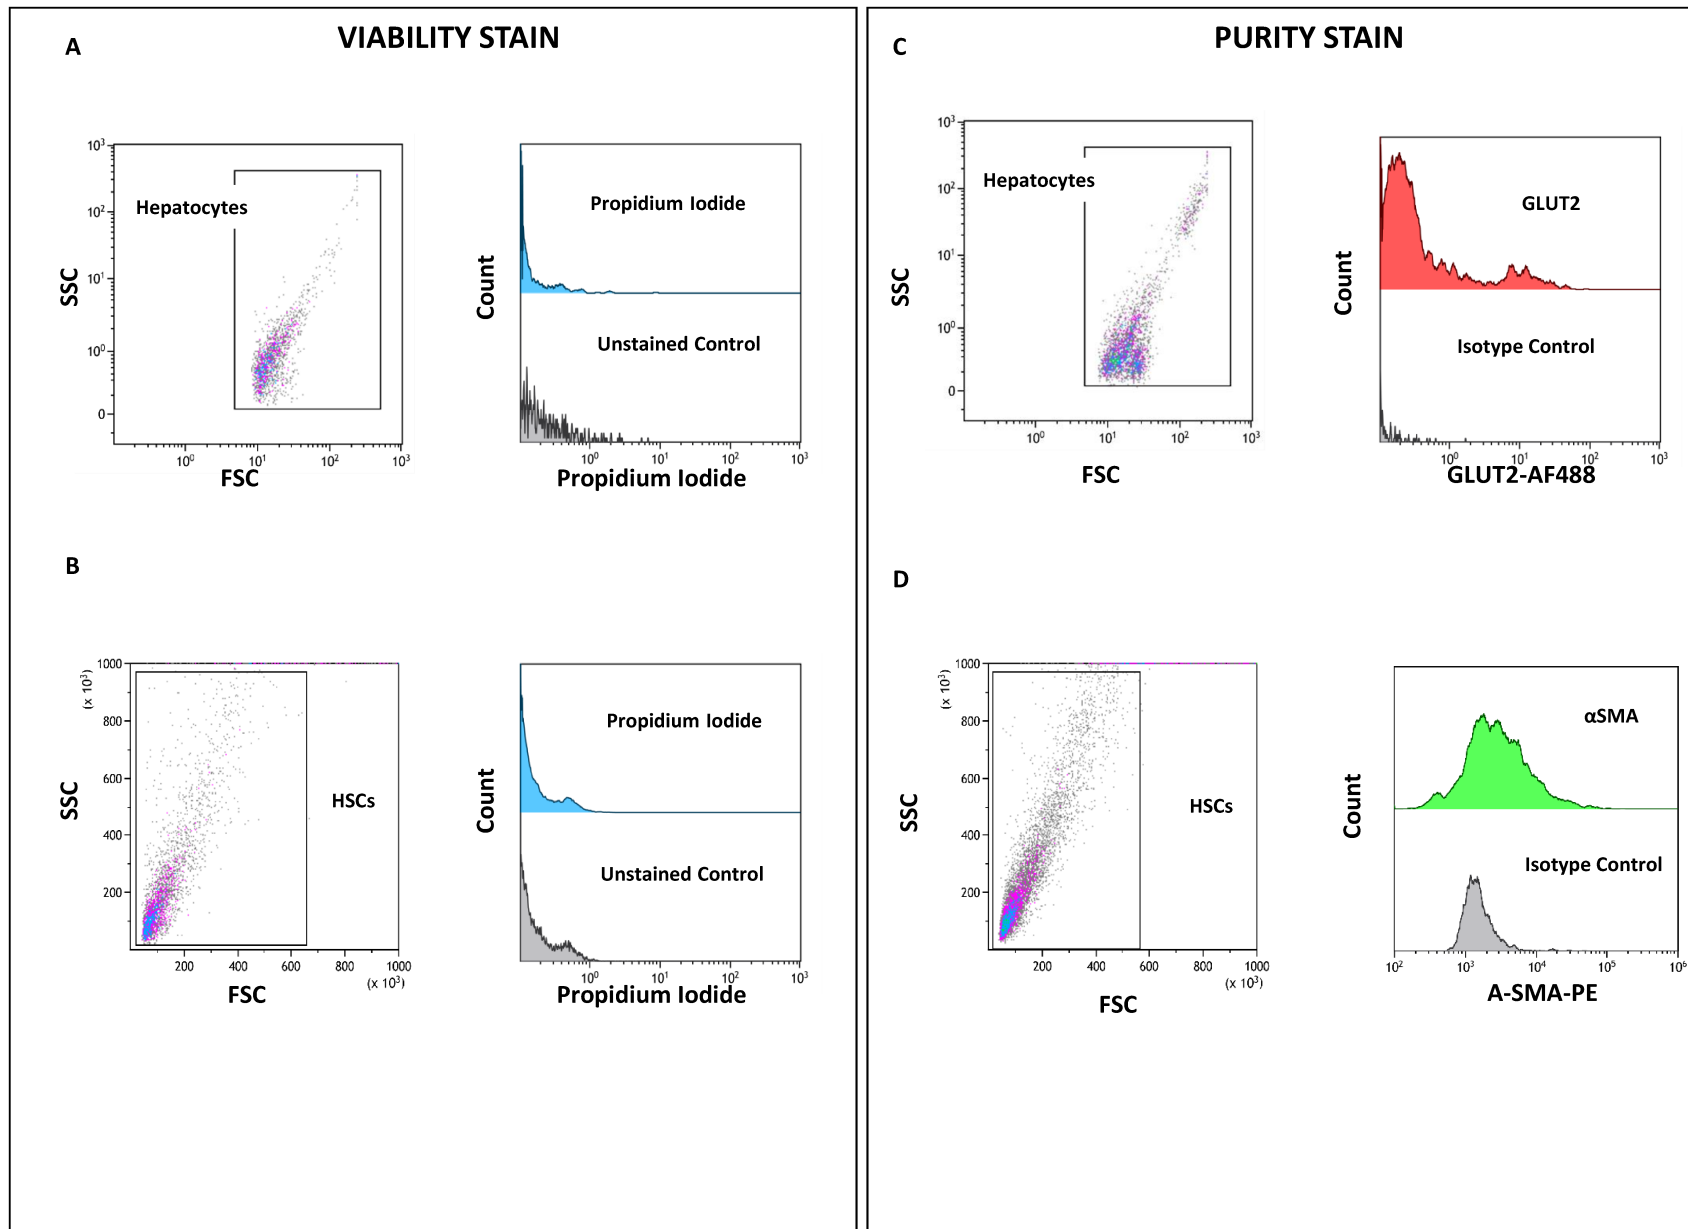 VIABILITY STAIN
A
10³
10²
10¹
10⁰
0
SSC
Hepatocytes
10⁰ 10¹ 10² 10³
FSC
Count
Propidium Iodide
Unstained Control
10⁰ 10¹ 10² 10³
Propidium Iodide
B
(x 10³)
1000
800
600
400
200
SSC
HSCs
200 400 600 800 1000
(x 10³)
FSC
Count
Propidium Iodide
Unstained Control
10⁰ 10¹ 10² 10³
Propidium Iodide
PURITY STAIN
C
10³
10²
10¹
10⁰
0
SSC
Hepatocytes
10⁰ 10¹ 10² 10³
FSC
Count
GLUT2
Isotype Control
10⁰ 10¹ 10² 10³
GLUT2-AF488
D
(x 10³)
1000
800
600
400
200
SSC
HSCs
200 400 600 800 1000
(x 10³)
FSC
Count
αSMA
Isotype Control
10² 10³ 10⁴ 10⁵ 10⁶
A-SMA-PE